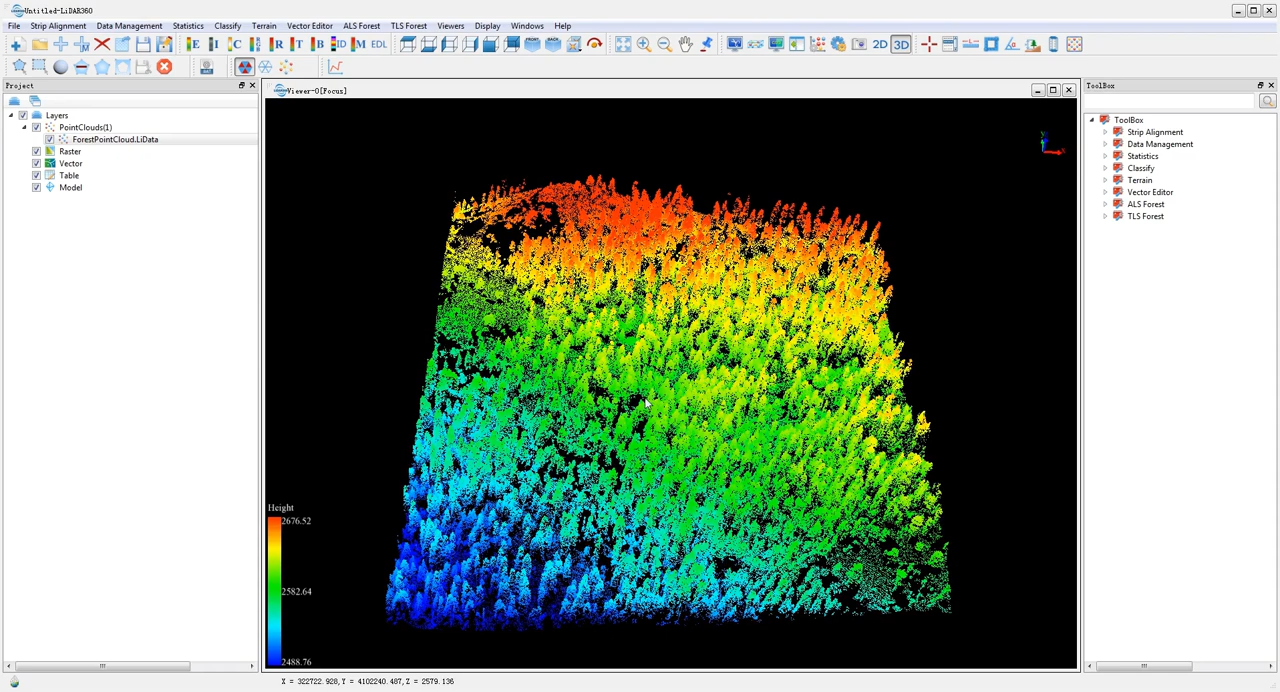 Untitled-LiDAR360
File Strip Alignment Data Management Statistics Classify Terrain Vector Editor ALS Forest TLS Forest Viewers Display Windows Help
E I C R T B ID M EDL 2D 3D
Project
Layers
PointClouds(1)
ForestPointCloud.LiData
Raster
Vector
Table
Model
Viewer-0[Focus]
Height
2676.52
2582.64
2488.76
ToolBox
ToolBox
Strip Alignment
Data Management
Statistics
Classify
Terrain
Vector Editor
ALS Forest
TLS Forest
X = 322722.928,Y = 4102240.487,Z = 2579.136